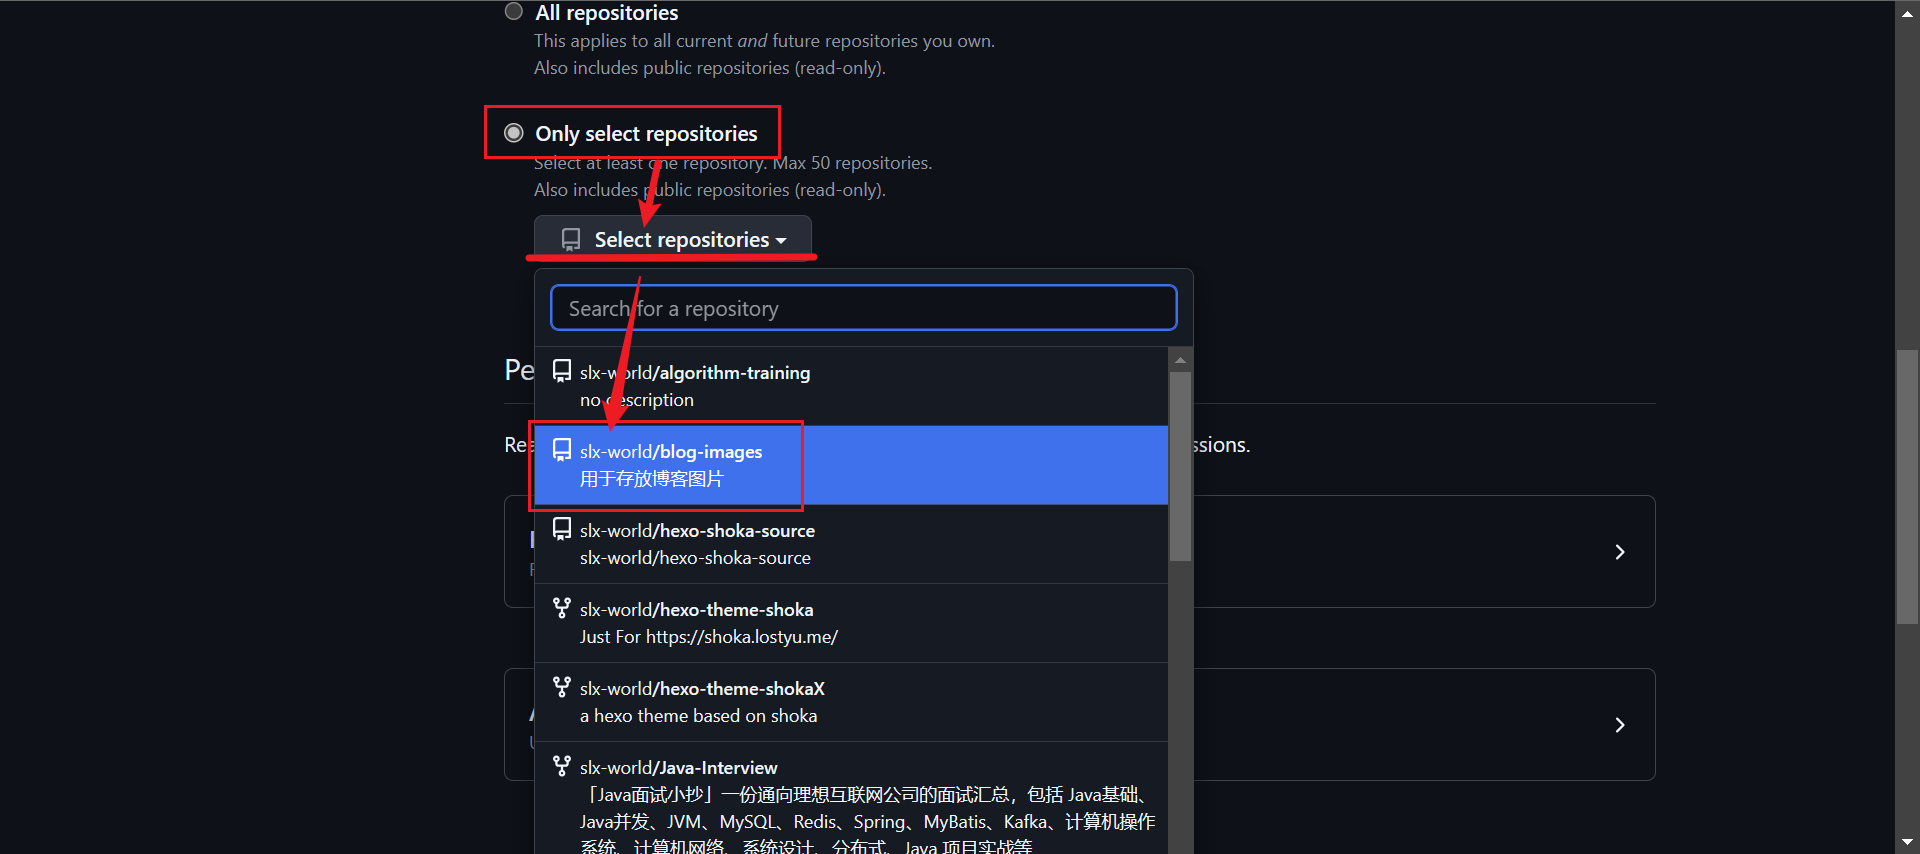 All repositories
This applies to all current and future repositories you own.
Also includes public repositories (read-only).
Only select repositories
Select at least one repository. Max 50 repositories.
Also includes public repositories (read-only).
Select repositories
Search for a repository
slx-world/algorithm-training
no description
slx-world/blog-images
用于存放博客图片
ssions.
slx-world/hexo-shoka-source
slx-world/hexo-shoka-source
slx-world/hexo-theme-shoka
Just For https://shoka.lostyu.me/
slx-world/hexo-theme-shokaX
a hexo theme based on shoka
slx-world/Java-Interview
「Java面试小抄」一份通向理想互联网公司的面试汇总，包括 Java基础、
Java并发、JVM、MySQL、Redis、Spring、MyBatis、Kafka、计算机操作
系统、计算机网络、系统设计、分布式、Java 项目实战等